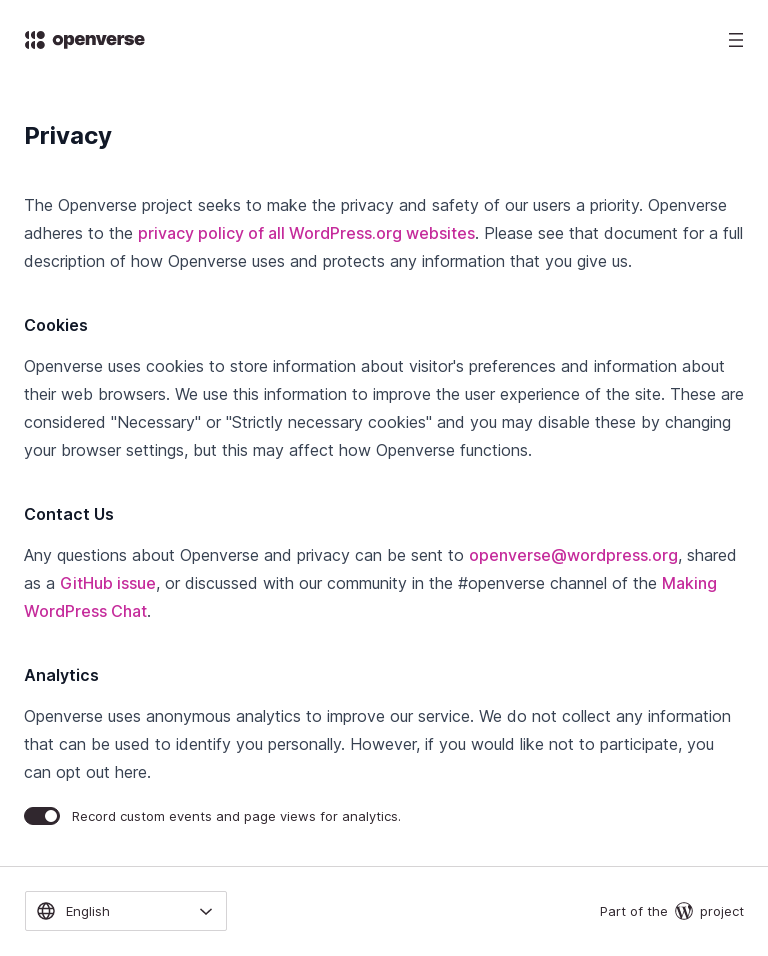 openverse
Privacy
The Openverse project seeks to make the privacy and safety of our users a priority. Openverse
adheres to the privacy policy of all WordPress.org websites. Please see that document for a full
description of how Openverse uses and protects any information that you give us.
Cookies
Openverse uses cookies to store information about visitor's preferences and information about
their web browsers. We use this information to improve the user experience of the site. These are
considered "Necessary" or "Strictly necessary cookies" and you may disable these by changing
your browser settings, but this may affect how Openverse functions.
Contact Us
Any questions about Openverse and privacy can be sent to openverse@wordpress.org, shared
as a GitHub issue, or discussed with our community in the #openverse channel of the Making
WordPress Chat.
Analytics
Openverse uses anonymous analytics to improve our service. We do not collect any information
that can be used to identify you personally. However, if you would like not to participate, you
can opt out here.
Record custom events and page views for analytics.
English
Part of the project